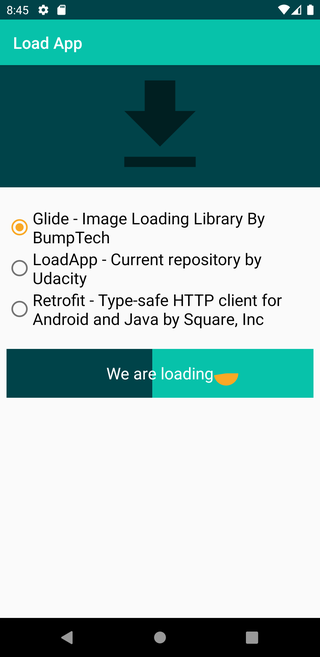 8:45
Load App
Glide - Image Loading Library By
BumpTech
LoadApp - Current repository by
Udacity
Retrofit - Type-safe HTTP client for
Android and Java by Square, Inc
We are loading